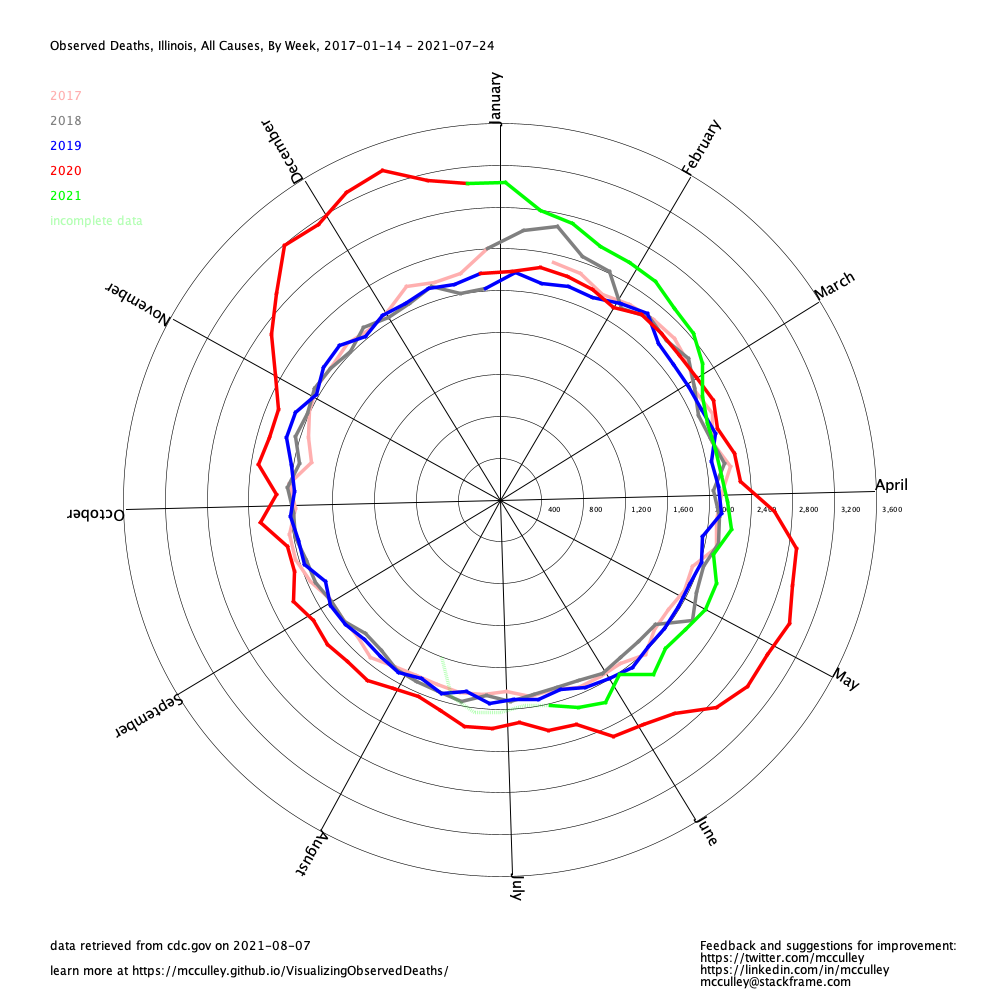 Observed Deaths, Illinois, All Causes, By Week, 2017-01-14 - 2021-07-24
2017
2018
2019
2020
2021
incomplete data
January
February
March
April
May
June
July
August
September
October
November
December
400
800
1,200
1,600
2,000
2,400
2,800
3,200
3,600
data retrieved from cdc.gov on 2021-08-07
learn more at https://mcculley.github.io/VisualizingObservedDeaths/
Feedback and suggestions for improvement:
https://twitter.com/mcculley
https://linkedin.com/in/mcculley
mcculley@stackframe.com